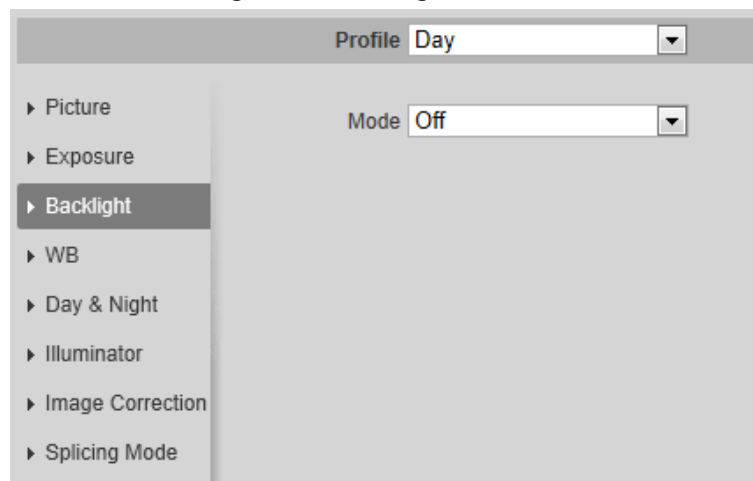 Profile Day
Picture
Mode Off
Exposure
Backlight
WB
Day & Night
Illuminator
Image Correction
Splicing Mode